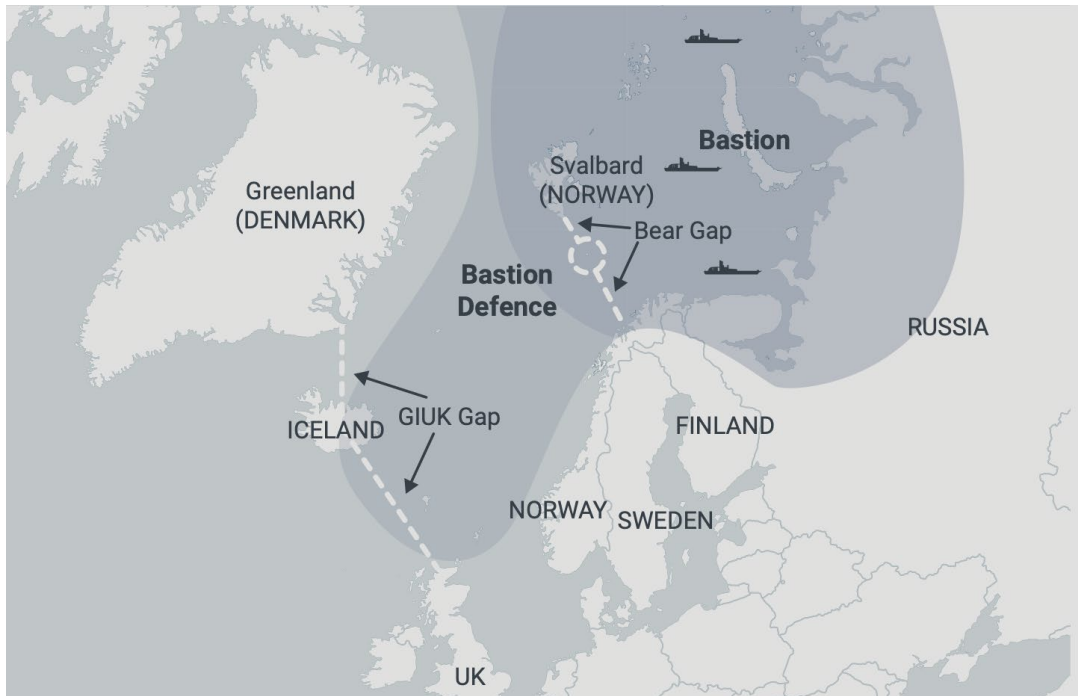 Bastion
Svalbard
(NORWAY)
Greenland
(DENMARK)
Bear Gap
Bastion
Defence
RUSSIA
GIUK Gap
ICELAND
FINLAND
NORWAY
SWEDEN
UK